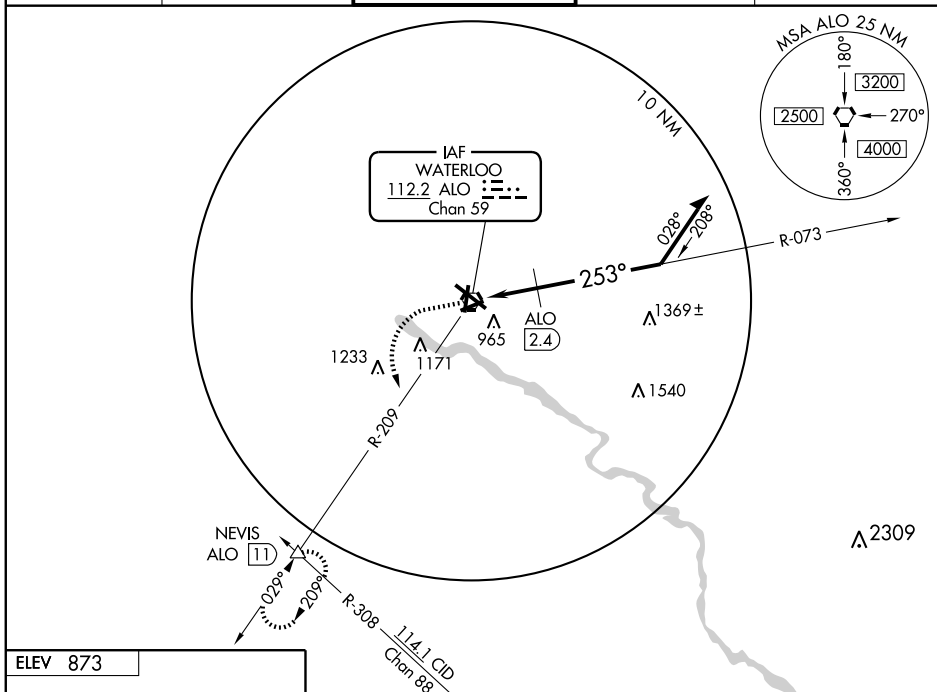 MSA ALO 25 NM
180°
3200
2500
270°
4000
360°
10 NM
IAF
WATERLOO
112.2 ALO
Chan 59
028°
208°
R-073
253°
ALO
2.4
1369 ±
965
1233
1171
1540
R-209
2309
NEVIS
ALO 11
029°
209°
R-308
114.1 CID
Chan 88
ELEV 873